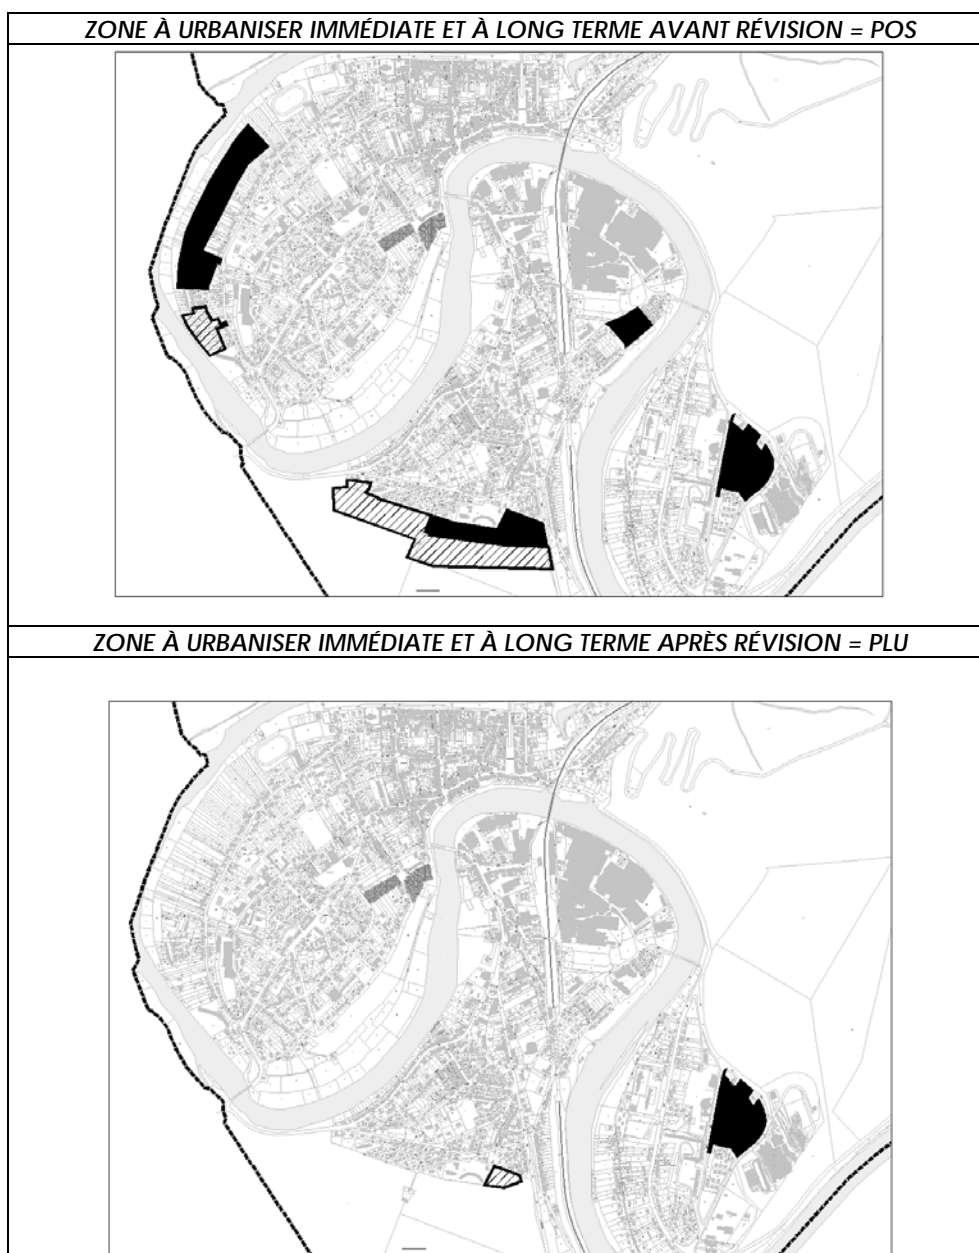 ZONE À URBANISER IMMÉDIATE ET À LONG TERME AVANT RÉVISION = POS
ZONE À URBANISER IMMÉDIATE ET À LONG TERME APRÈS RÉVISION = PLU